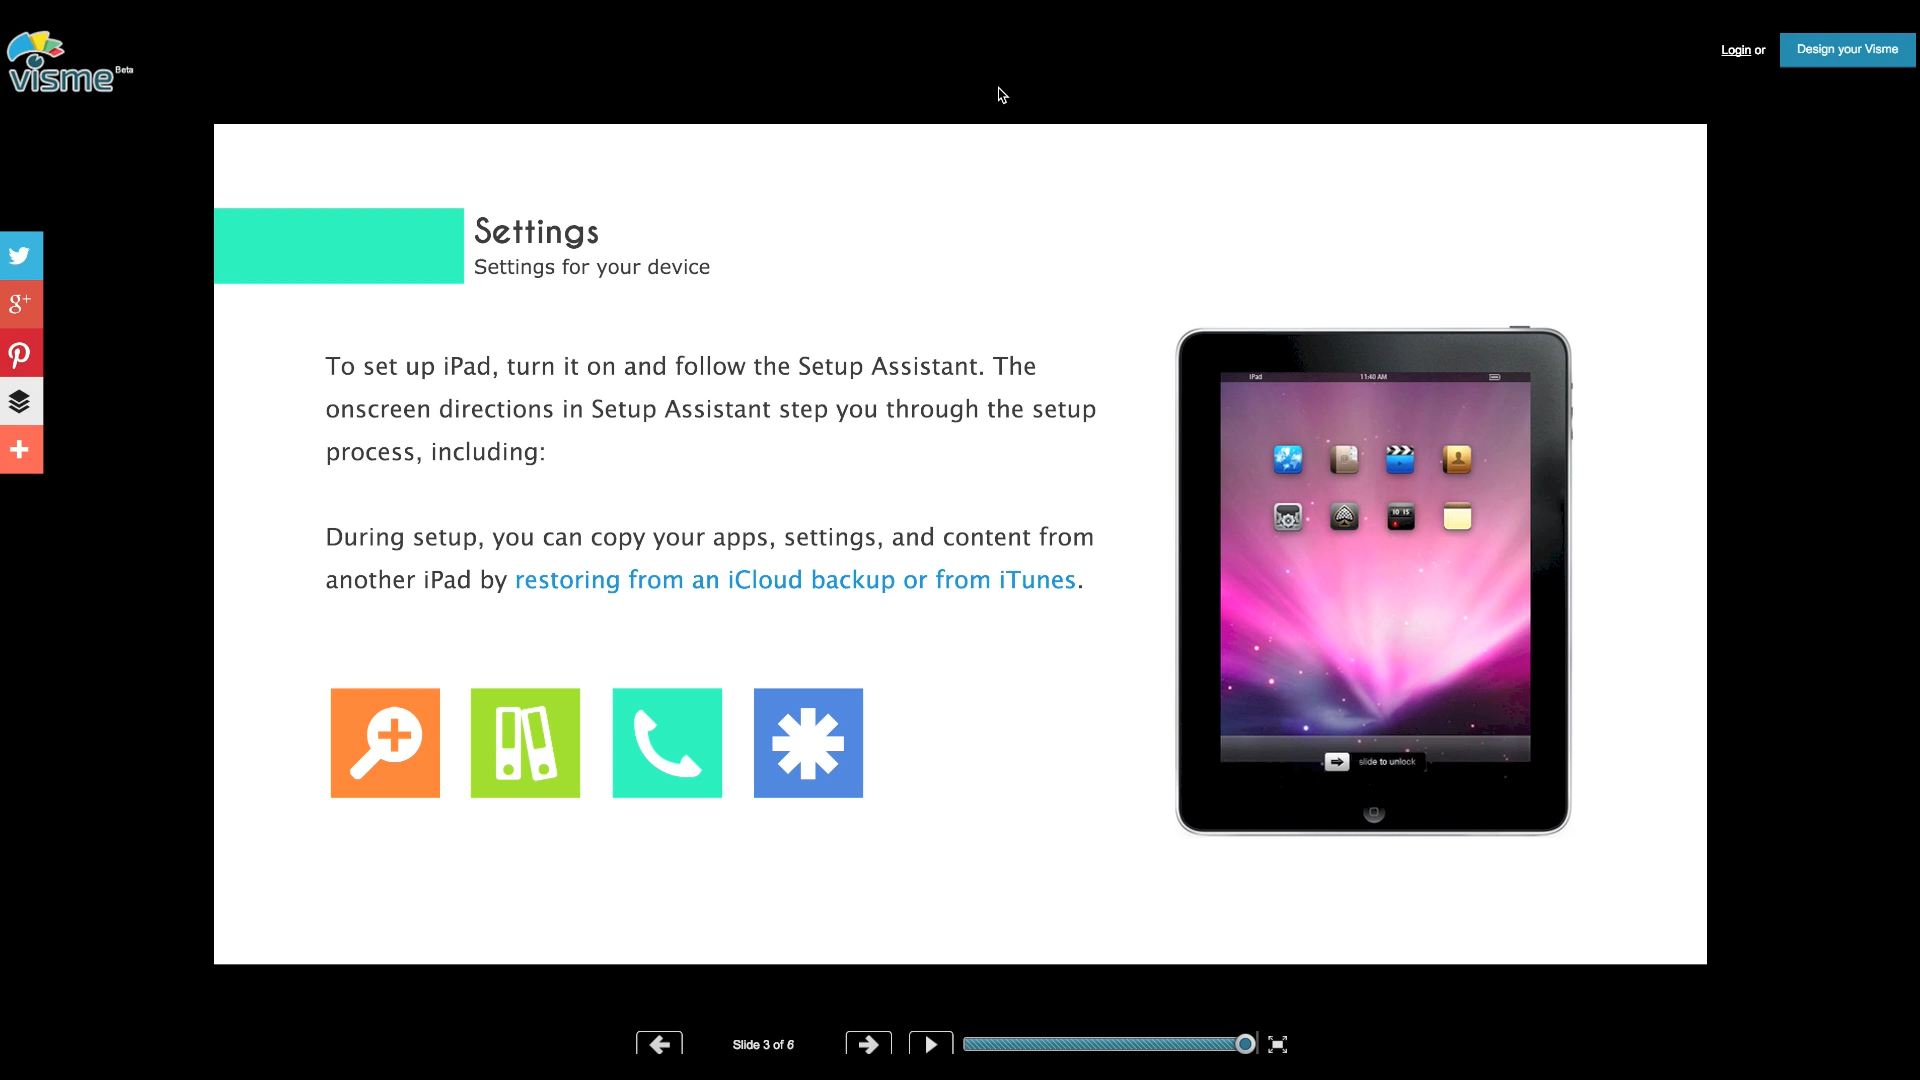 visme Beta
Login or
Design your Visme
Settings
Settings for your device
g+
To set up iPad, turn it on and follow the Setup Assistant. The
onscreen directions in Setup Assistant step you through the setup
process, including:
During setup, you can copy your apps, settings, and content from
another iPad by restoring from an iCloud backup or from iTunes.
iPad
11:40 AM
10 15
slide to unlock
Slide 3 of 6